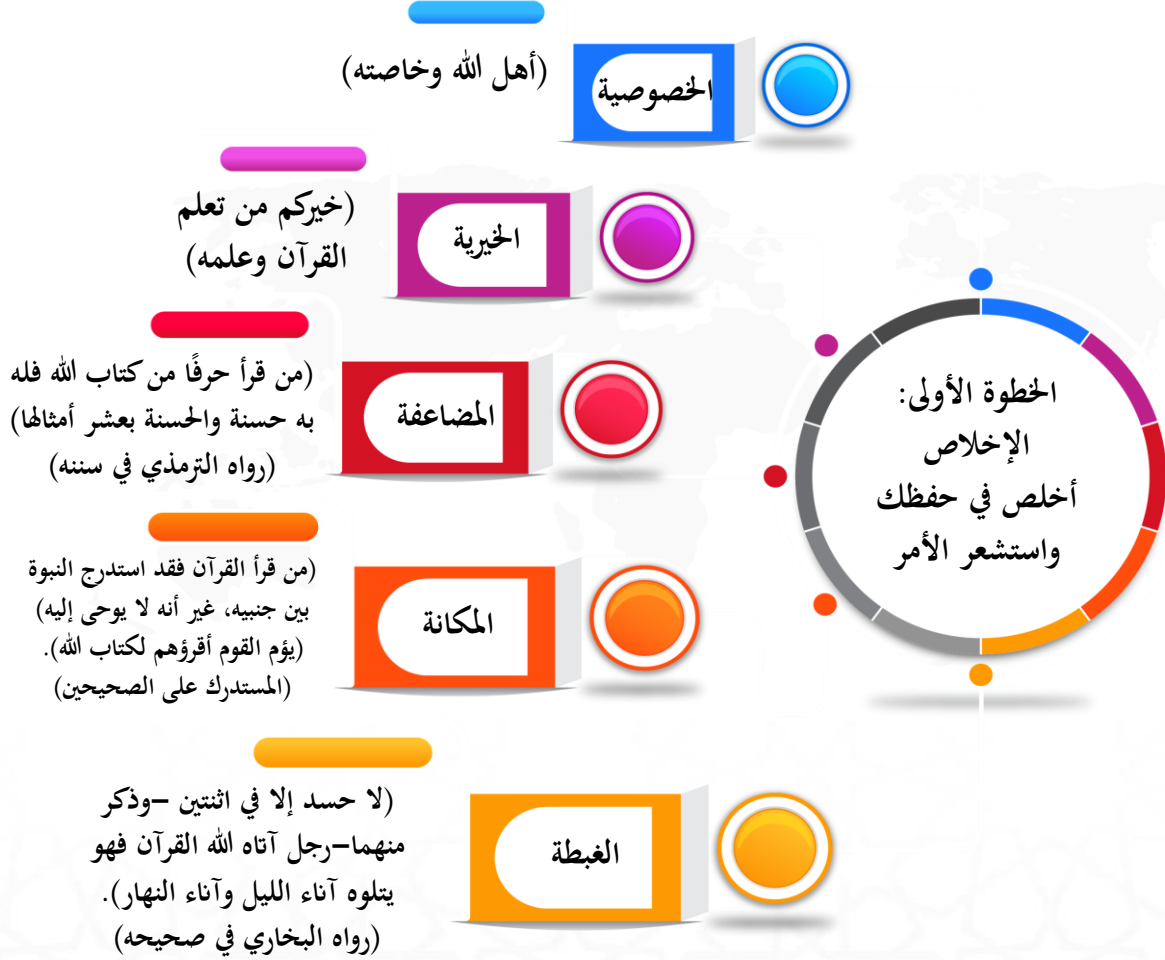 الخطوة الأولى:
الإخلاص
أخلص في حفظك
واستشعر الأمر
الخصوصية
(أهل الله وخاصته)
الخيرية
(خيركم من تعلم
القرآن وعلمه)
المضاعفة
(من قرأ حرفًا من كتاب الله فله
به حسنة والحسنة بعشر أمثالها)
(رواه الترمذي في سننه)
المكانة
(من قرأ القرآن فقد استدرج النبوة
بين جنبيه، غير أنه لا يوحى إليه)
(يؤم القوم أقرؤهم لكتاب الله).
(المستدرك على الصحيحين)
الغبطة
(لا حسد إلا في اثنتين –وذكر
منهما–رجل آتاه الله القرآن فهو
يتلوه آناء الليل وآناء النهار).
(رواه البخاري في صحيحه)